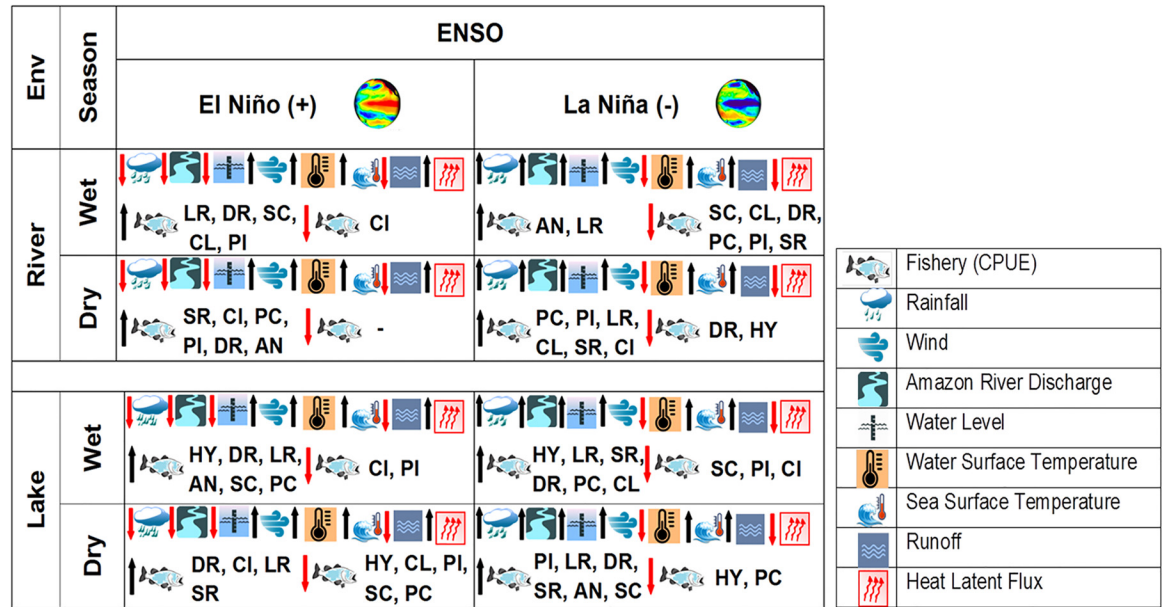 ENSO
Env
Season
El Niño (+)
La Niña (-)
River
Wet
LR, DR, SC,
CL, PI
CI
AN, LR
SC, CL, DR,
PC, PI, SR
Dry
SR, CI, PC,
PI, DR, AN
-
PC, PI, LR,
CL, SR, CI
DR, HY
Lake
Wet
HY, DR, LR,
AN, SC, PC
CI, PI
HY, LR, SR,
DR, PC, CL
SC, PI, CI
Dry
DR, CI, LR
SR
HY, CL, PI,
SC, PC
PI, LR, DR,
SR, AN, SC
HY, PC
Fishery (CPUE)
Rainfall
Wind
Amazon River Discharge
Water Level
Water Surface Temperature
Sea Surface Temperature
Runoff
Heat Latent Flux